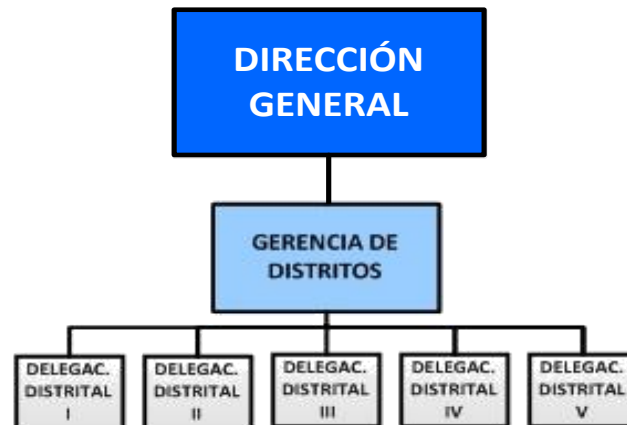 DIRECCIÓN
GENERAL
GERENCIA DE
DISTRITOS
DELEGAC.
DISTRITAL
I
DELEGAC.
DISTRITAL
II
DELEGAC.
DISTRITAL
III
DELEGAC.
DISTRITAL
IV
DELEGAC.
DISTRITAL
V